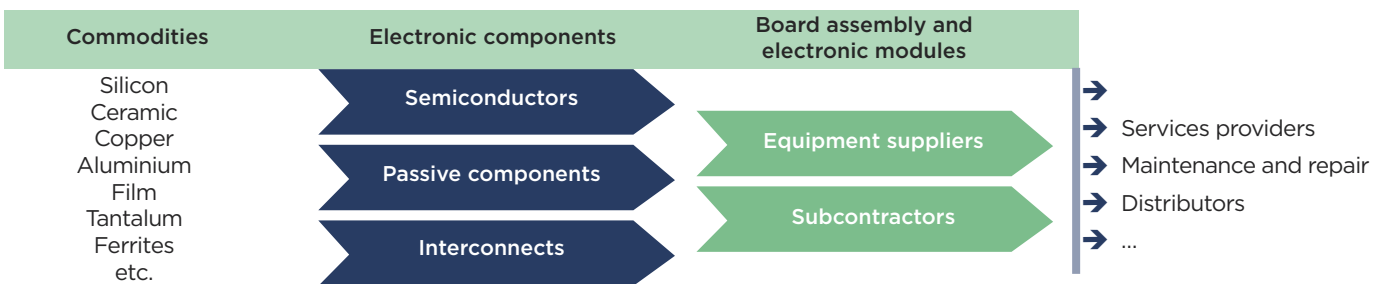 Commodities
Electronic components
Board assembly and
electronic modules
Silicon
Ceramic
Copper
Aluminium
Film
Tantalum
Ferrites
etc.
Semiconductors
Passive components
Interconnects
Equipment suppliers
Subcontractors
Services providers
Maintenance and repair
Distributors
...